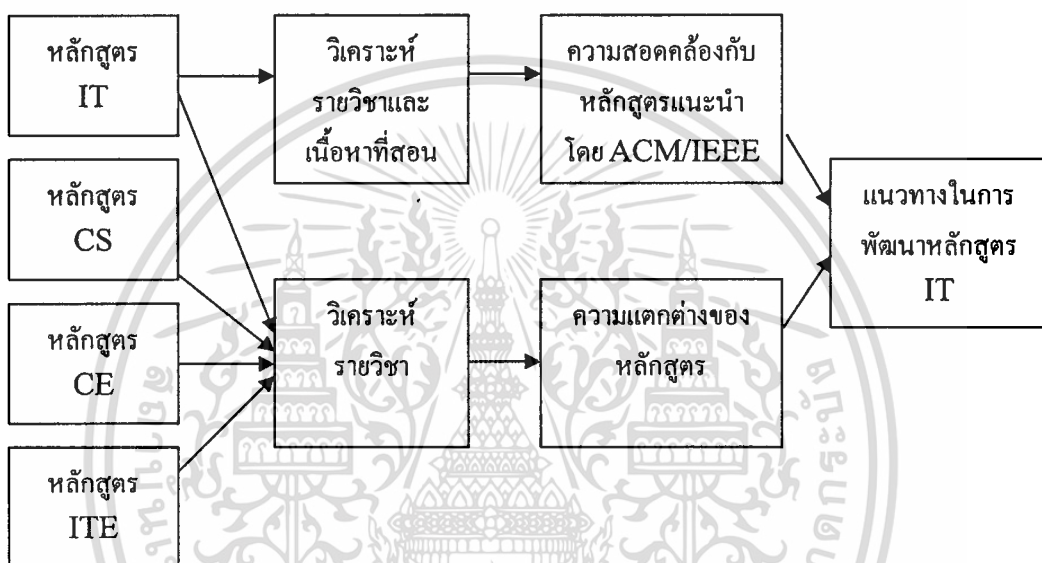 หลักสูตร
IT
วิเคราะห์
รายวิชาและ
เนื้อหาที่สอน
ความสอดคล้องกับ
หลักสูตรแนะนำ
โดย ACM/IEEE
หลักสูตร
CS
แนวทางในการ
พัฒนาหลักสูตร
IT
หลักสูตร
CE
วิเคราะห์
รายวิชา
ความแตกต่างของ
หลักสูตร
หลักสูตร
ITE